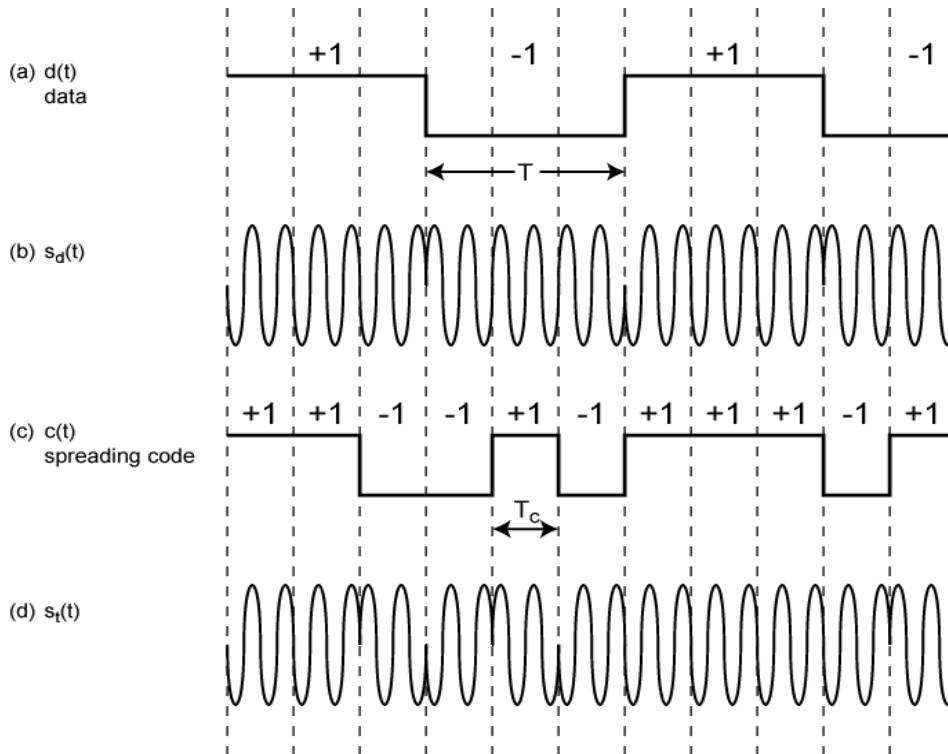 +1 -1 +1 -1
(a) d(t)
data
T
(b) s_d(t)
+1 +1 -1 -1 +1 -1 +1 +1 +1 -1 +1
(c) c(t)
spreading code
T_c
(d) s_t(t)